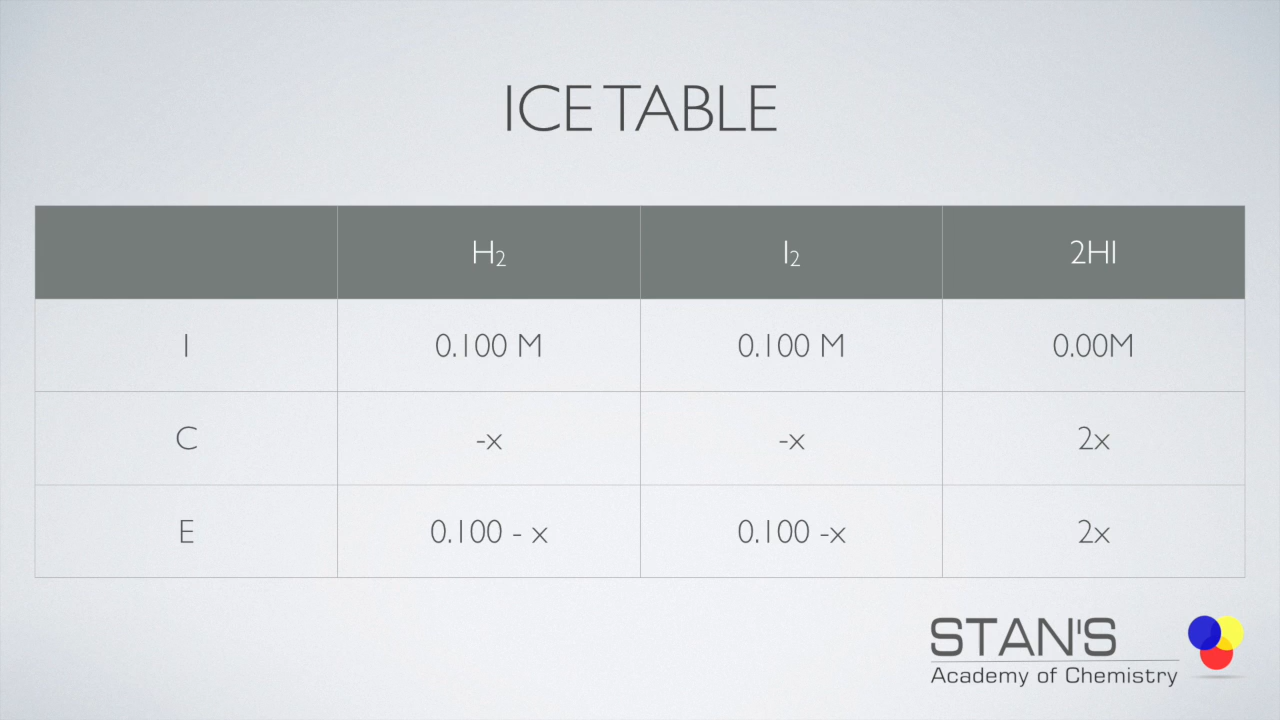 ICE TABLE
H₂ I₂ 2HI
I 0.100 M 0.100 M 0.00M
C -x -x 2x
E 0.100 - x 0.100 -x 2x
STAN'S
Academy of Chemistry